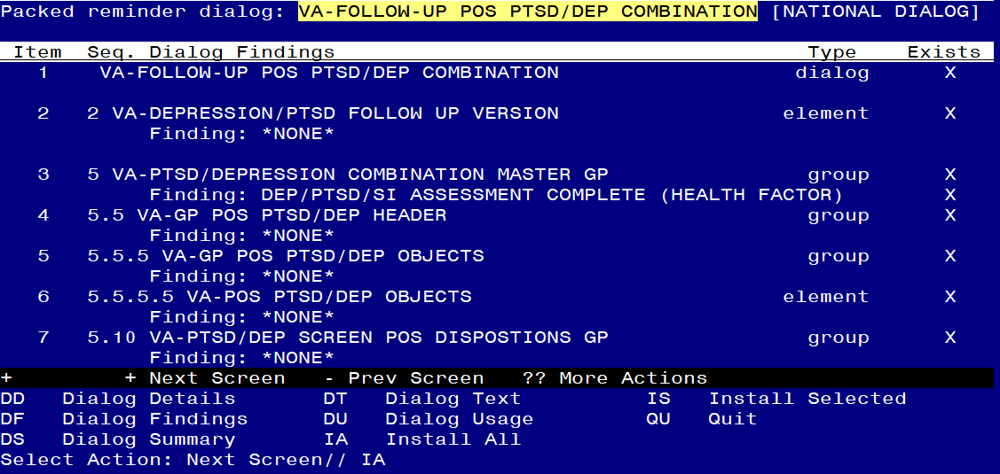 Packed reminder dialog: VA-FOLLOW-UP POS PTSD/DEP COMBINATION [NATIONAL DIALOG]
Item Seq. Dialog Findings Type Exists
1 VA-FOLLOW-UP POS PTSD/DEP COMBINATION dialog X
2 2 VA-DEPRESSION/PTSD FOLLOW UP VERSION element X
Finding: *NONE*
3 5 VA-PTSD/DEPRESSION COMBINATION MASTER GP group X
Finding: DEP/PTSD/SI ASSESSMENT COMPLETE (HEALTH FACTOR) X
4 5.5 VA-GP POS PTSD/DEP HEADER group X
Finding: *NONE*
5 5.5.5 VA-GP POS PTSD/DEP OBJECTS group X
Finding: *NONE*
6 5.5.5.5 VA-POS PTSD/DEP OBJECTS element X
Finding: *NONE*
7 5.10 VA-PTSD/DEP SCREEN POS DISPOSTIONS GP group X
Finding: *NONE*
+ + Next Screen - Prev Screen ?? More Actions
DD Dialog Details DT Dialog Text IS Install Selected
DF Dialog Findings DU Dialog Usage QU Quit
DS Dialog Summary IA Install All
Select Action: Next Screen// IA